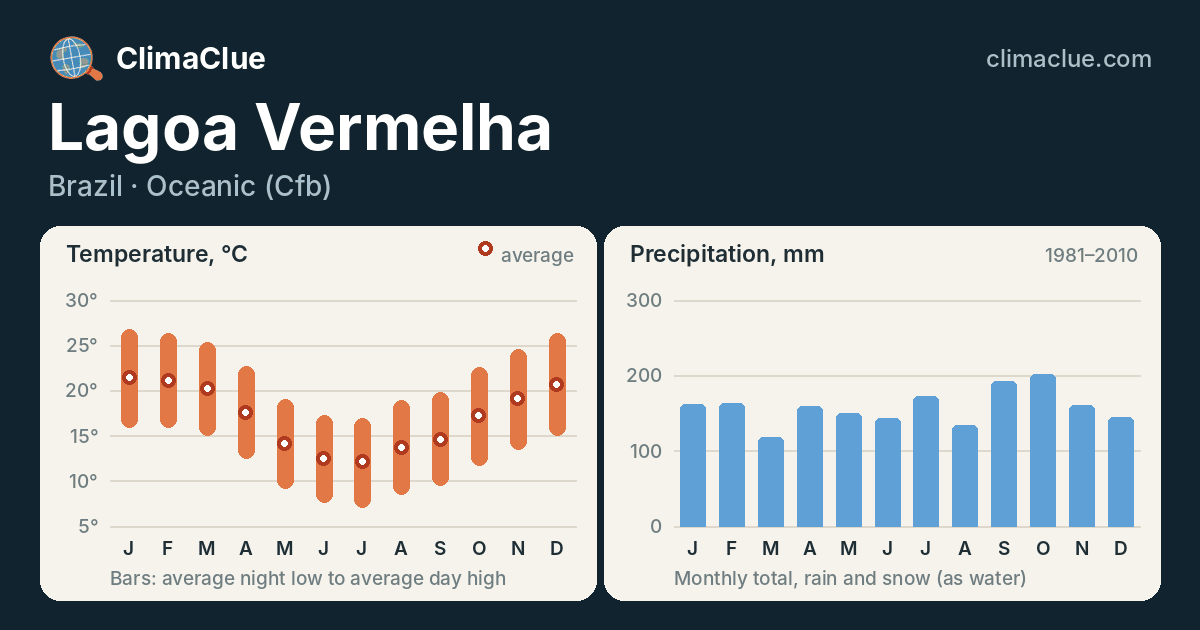 ClimaClue
climaclue.com
Lagoa Vermelha
Brazil · Oceanic (Cfb)
Temperature, °C
average
30°
25°
20°
15°
10°
5°
J F M A M J J A S O N D
Bars: average night low to average day high
Precipitation, mm
1981–2010
300
200
100
0
J F M A M J J A S O N D
Monthly total, rain and snow (as water)